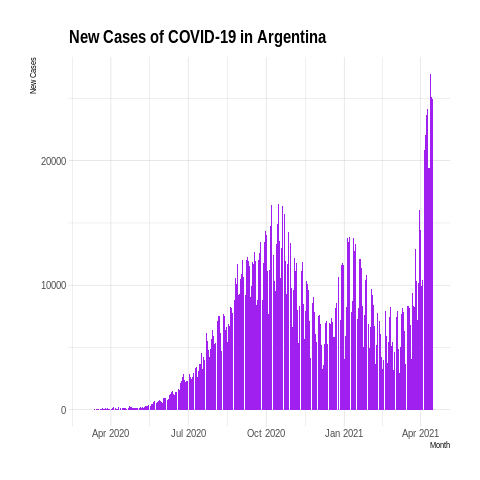 New Cases of COVID-19 in Argentina
New Cases
20000
10000
0
Apr 2020 Jul 2020 Oct 2020 Jan 2021 Apr 2021
Month